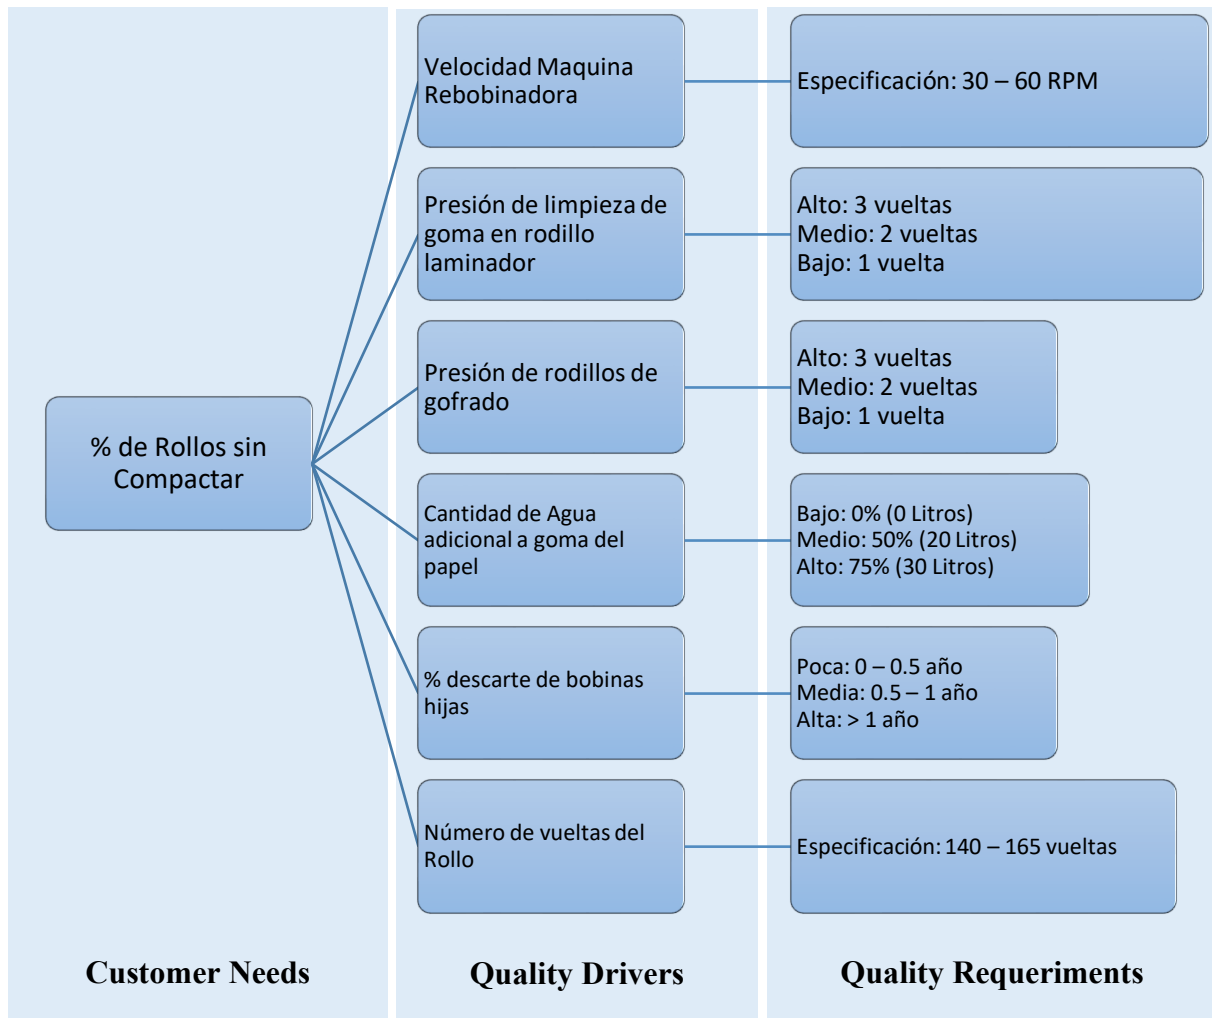 % de Rollos sin
Compactar
Velocidad Maquina
Rebobinadora
Especificación: 30 – 60 RPM
Presión de limpieza de
goma en rodillo
laminador
Alto: 3 vueltas
Medio: 2 vueltas
Bajo: 1 vuelta
Presión de rodillos de
gofrado
Alto: 3 vueltas
Medio: 2 vueltas
Bajo: 1 vuelta
Cantidad de Agua
adicional a goma del
papel
Bajo: 0% (0 Litros)
Medio: 50% (20 Litros)
Alto: 75% (30 Litros)
% descarte de bobinas
hijas
Poca: 0 – 0.5 año
Media: 0.5 – 1 año
Alta: > 1 año
Número de vueltas del
Rollo
Especificación: 140 – 165 vueltas
Customer Needs
Quality Drivers
Quality Requeriments